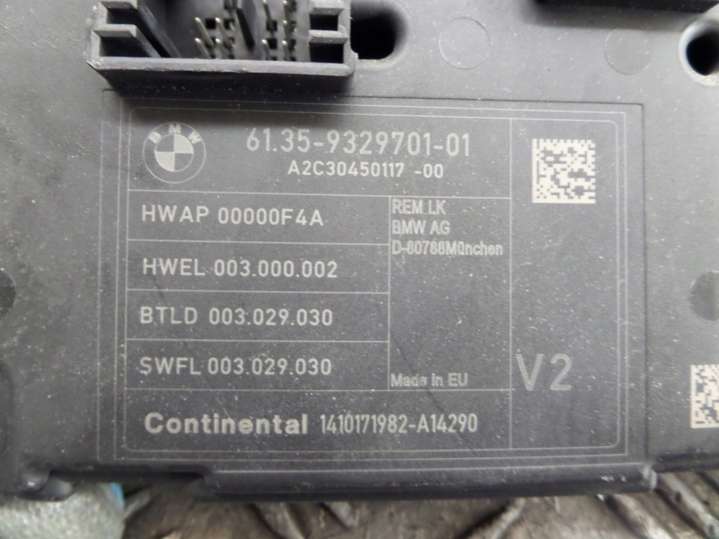 BMW
61.35-9329701-01
A2C30450117 -00
HWAP 00000F4A
REM LK
BMW AG
D-80788München
HWEL 003.000.002
BTLD 003.029.030
SWFL 003.029.030
Made in EU
V2
Continental 1410171982-A14290